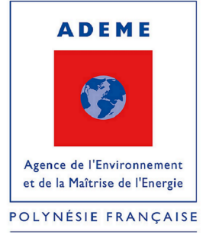 ADEME
Agence de l'Environnement
et de la Maîtrise de l'Energie
POLYNÉSIE FRANÇAISE